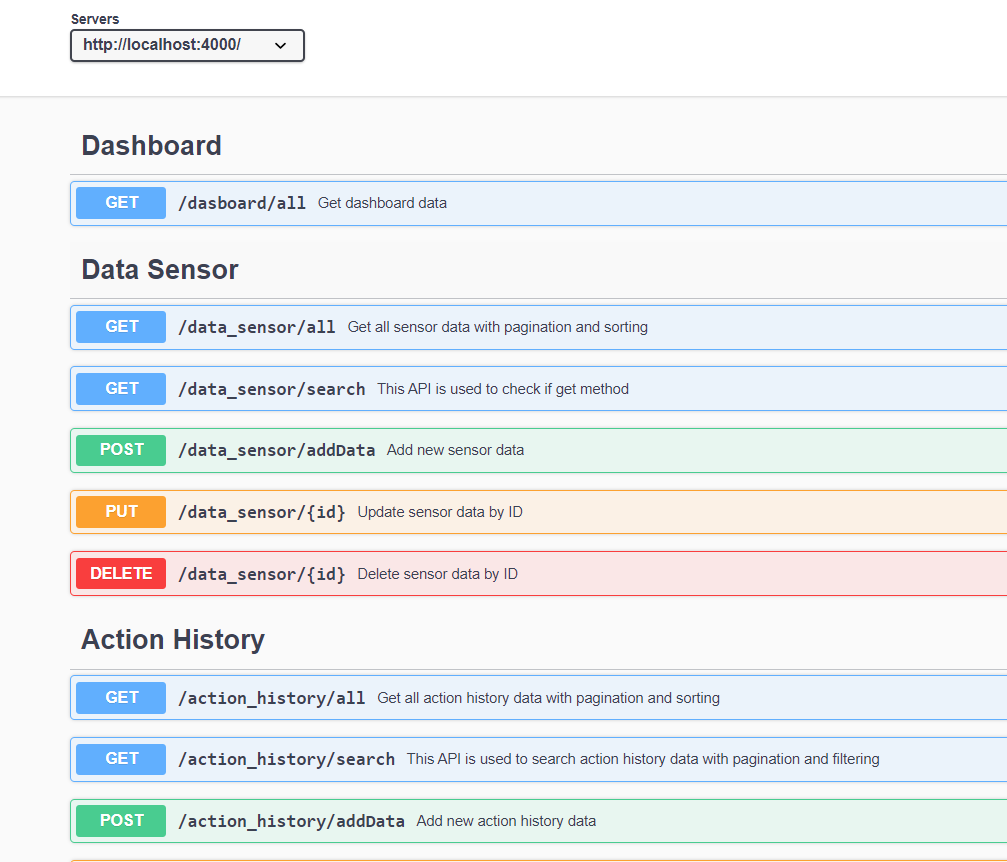 Servers
http://localhost:4000/
Dashboard
GET /dasboard/all Get dashboard data
Data Sensor
GET /data_sensor/all Get all sensor data with pagination and sorting
GET /data_sensor/search This API is used to check if get method
POST /data_sensor/addData Add new sensor data
PUT /data_sensor/{id} Update sensor data by ID
DELETE /data_sensor/{id} Delete sensor data by ID
Action History
GET /action_history/all Get all action history data with pagination and sorting
GET /action_history/search This API is used to search action history data with pagination and filtering
POST /action_history/addData Add new action history data